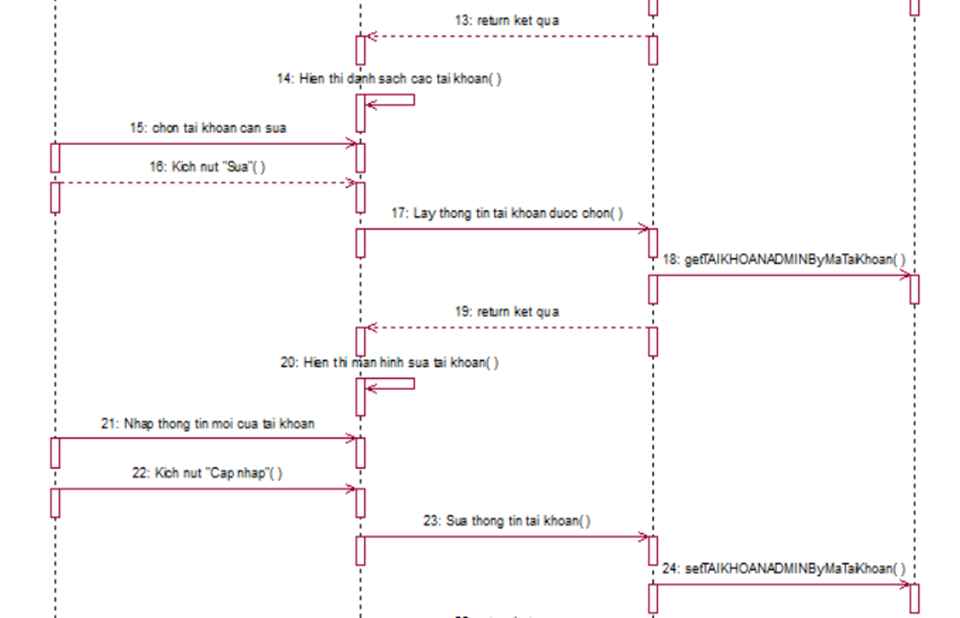 13: return ket qua
14: Hien thi danh sach cac tai khoan( )
15: chon tai khoan can sua
16: Kich nut "Sua"( )
17: Lay thong tin tai khoan duoc chon( )
18: getTAIKHOANADMINByMaTaiKhoan( )
19: return ket qua
20: Hien thi man hinh sua tai khoan( )
21: Nhap thong tin moi cua tai khoan
22: Kich nut "Cap nhap"( )
23: Sua thong tin tai khoan( )
24: setTAIKHOANADMINByMaTaiKhoan( )